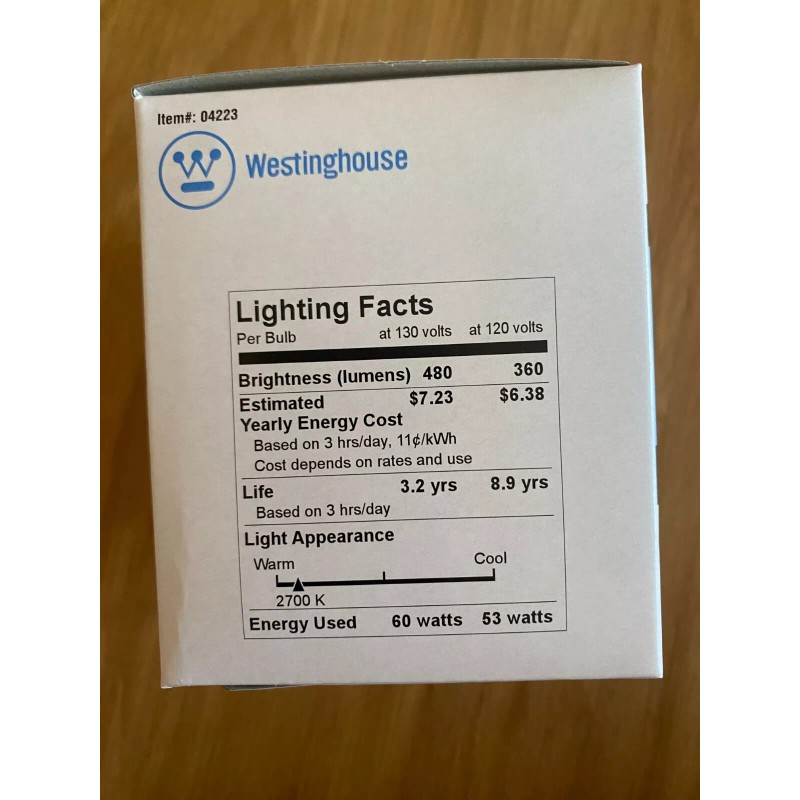 Item#: 04223
Westinghouse
Lighting Facts
Per Bulb at 130 volts at 120 volts
Brightness (lumens) 480 360
Estimated $7.23 $6.38
Yearly Energy Cost
Based on 3 hrs/day, 11¢/kWh
Cost depends on rates and use
Life 3.2 yrs 8.9 yrs
Based on 3 hrs/day
Light Appearance
Warm Cool
2700 K
Energy Used 60 watts 53 watts